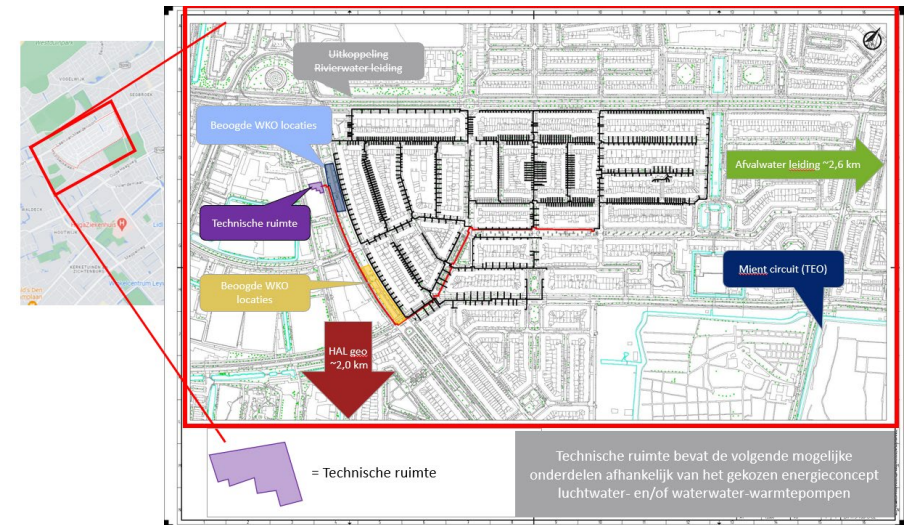 Uitkoppeling
Rivierwater leiding
Beoogde WKO locaties
Afvalwater leiding ~2,6 km
Technische ruimte
Mient circuit (TEO)
Beoogde WKO
locaties
HAL geo
~2,0 km
= Technische ruimte
Technische ruimte bevat de volgende mogelijke
onderdelen afhankelijk van het gekozen energieconcept
luchtwater- en/of waterwater-warmtepompen